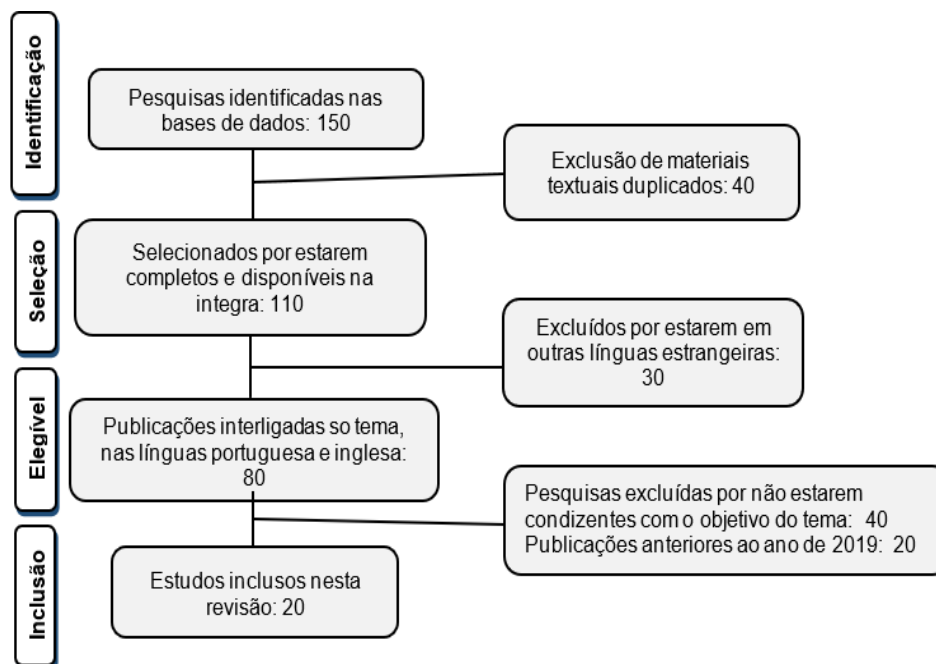 Identificação
Pesquisas identificadas nas
bases de dados: 150
Exclusão de materiais
textuais duplicados: 40
Seleção
Selecionados por estarem
completos e disponíveis na
integra: 110
Excluídos por estarem em
outras línguas estrangeiras:
30
Elegível
Publicações interligadas so tema,
nas línguas portuguesa e inglesa:
80
Pesquisas excluídas por não estarem
condizentes com o objetivo do tema: 40
Publicações anteriores ao ano de 2019: 20
Inclusão
Estudos inclusos nesta
revisão: 20